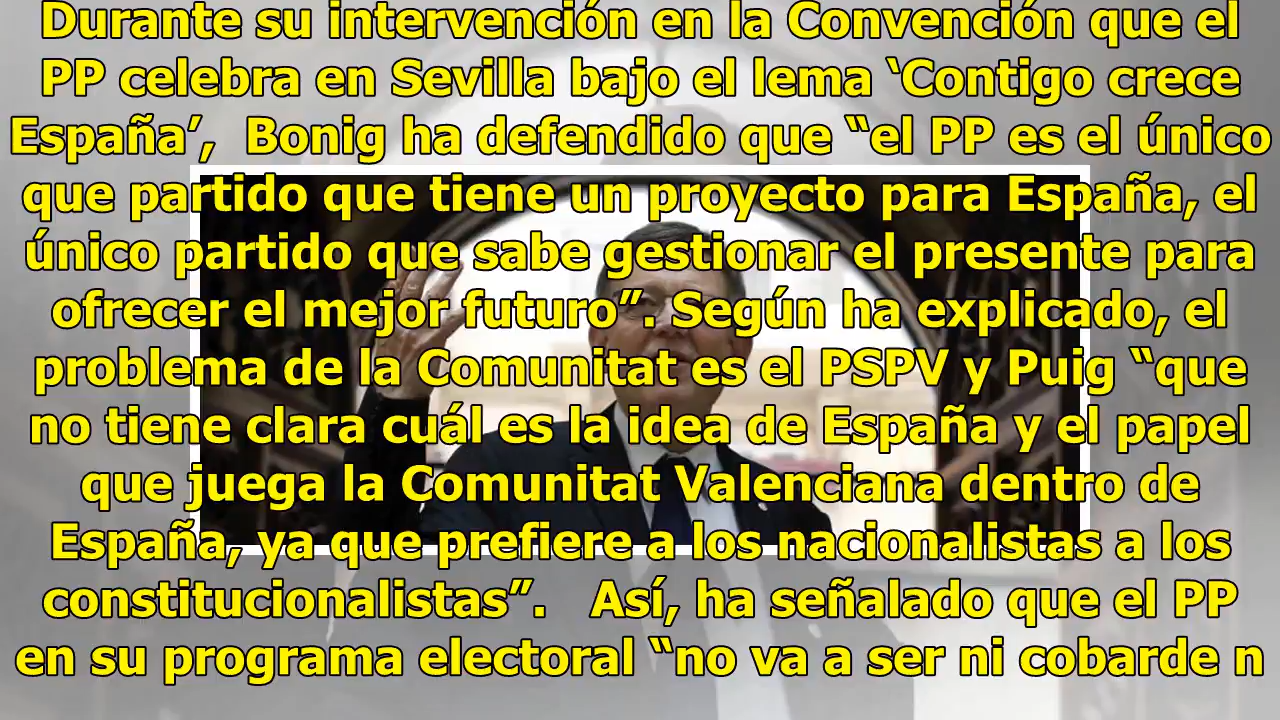 Durante su intervención en la Convención que el
PP celebra en Sevilla bajo el lema ‘Contigo crece
España’,  Bonig ha defendido que “el PP es el único
que partido que tiene un proyecto para España, el
único partido que sabe gestionar el presente para
ofrecer el mejor futuro”. Según ha explicado, el
problema de la Comunitat es el PSPV y Puig “que
no tiene clara cuál es la idea de España y el papel
que juega la Comunitat Valenciana dentro de
España, ya que prefiere a los nacionalistas a los
constitucionalistas”.   Así, ha señalado que el PP
en su programa electoral “no va a ser ni cobarde n